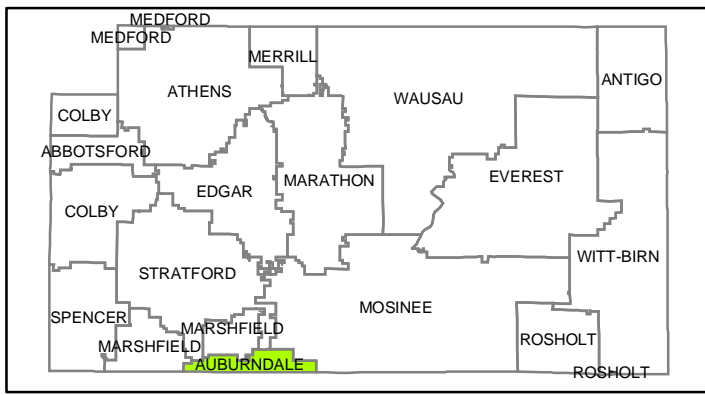 MEDFORD
MEDFORD
MERRILL
ANTIGO
ATHENS
WAUSAU
COLBY
ABBOTSFORD
EVEREST
MARATHON
EDGAR
COLBY
WITT-BIRN
STRATFORD
MOSINEE
SPENCER
MARSHFIELD
ROSHOLT
MARSHFIELD
AUBURNDALE
ROSHOLT